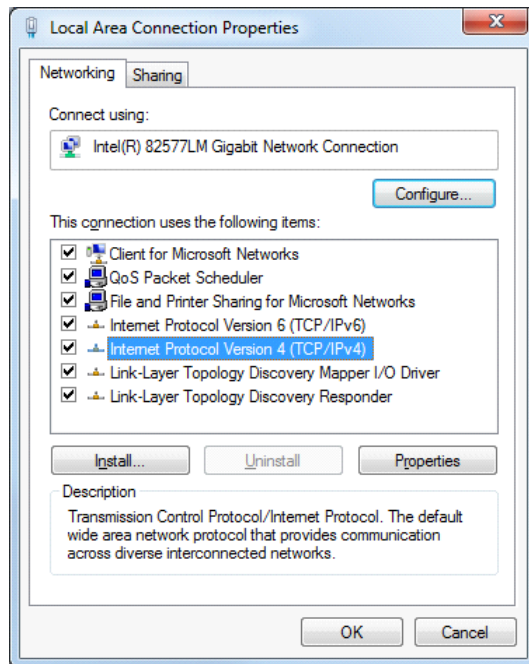 Local Area Connection Properties
Networking
Sharing
Connect using:
Intel(R) 82577LM Gigabit Network Connection
Configure...
This connection uses the following items:
Client for Microsoft Networks
QoS Packet Scheduler
File and Printer Sharing for Microsoft Networks
Internet Protocol Version 6 (TCP/IPv6)
Internet Protocol Version 4 (TCP/IPv4)
Link-Layer Topology Discovery Mapper I/O Driver
Link-Layer Topology Discovery Responder
Install...
Uninstall
Properties
Description
Transmission Control Protocol/Internet Protocol. The default
wide area network protocol that provides communication
across diverse interconnected networks.
OK
Cancel